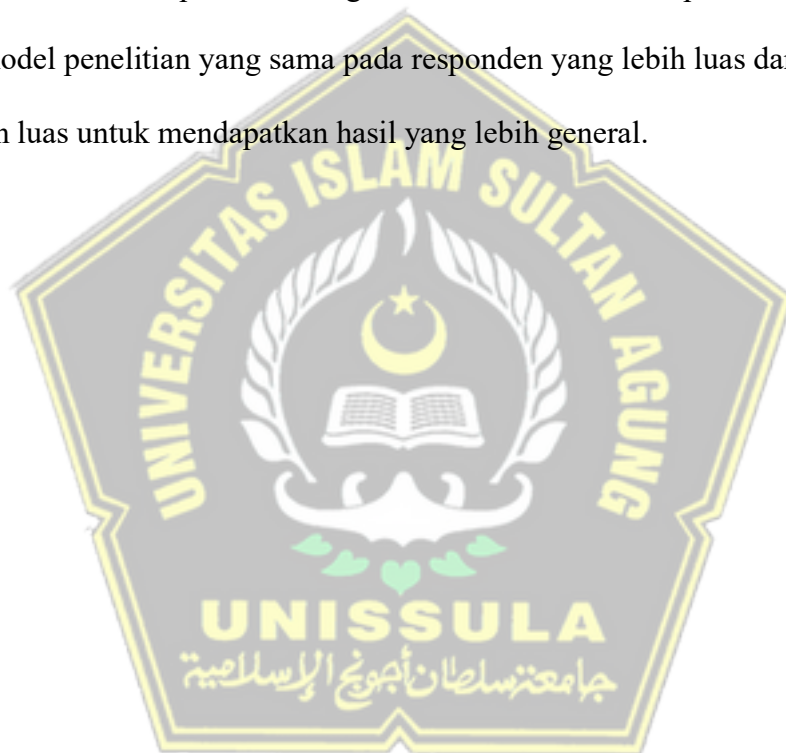 odel penelitian yang sama pada responden yang lebih luas dan
luas untuk mendapatkan hasil yang lebih general.
UNIVERSITAS ISLAM SULTAN AGUNG
UNISSULA
جامعة سلطان أجونج الإسلامية